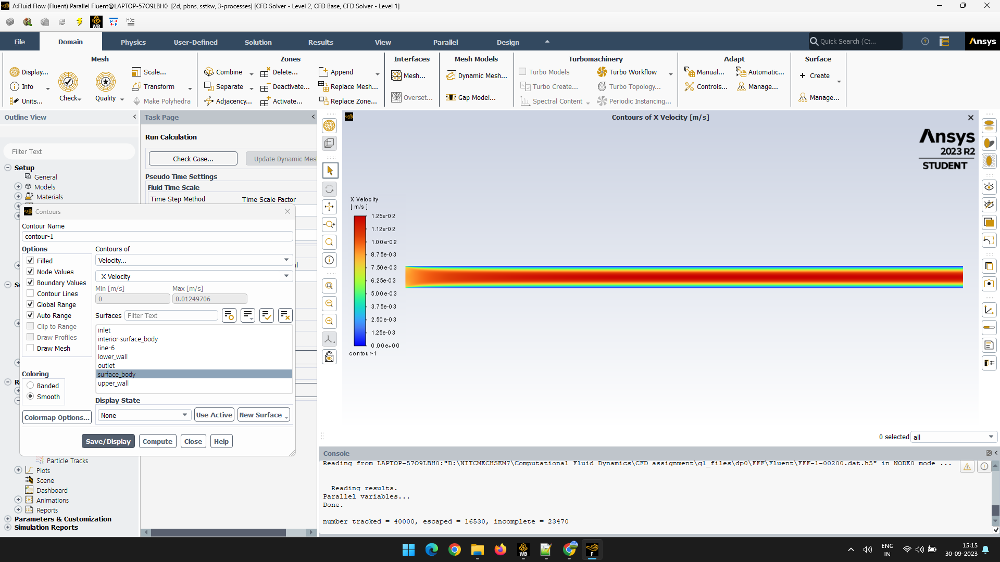 A:Fluid Flow (Fluent) Parallel Fluent@LAPTOP-57O9LBH0 [2d, pbns, sstkw, 3-processes] [CFD Solver - Level 2, CFD Base, CFD Solver - Level 1]
WB
File Domain Physics User-Defined Solution Results View Parallel Design
Quick Search (Ct...
Ansys
Mesh
Display...
Info
Units...
Check
Quality
Scale...
Transform
Make Polyhedra
Zones
Combine
Separate
Adjacency...
Delete...
Deactivate...
Activate...
Append
Replace Mesh...
Replace Zone...
Interfaces
Mesh...
Overset...
Mesh Models
Dynamic Mesh...
Gap Model...
Turbomachinery
Turbo Models
Turbo Create...
Spectral Content
Turbo Workflow
Turbo Topology...
Periodic Instancing...
Adapt
Manual...
Controls...
Automatic...
Manage...
Surface
+ Create
Manage...
Outline View
Filter Text
Setup
General
Models
Materials
Particle Tracks
Plots
Scene
Dashboard
Animations
Reports
Parameters & Customization
Simulation Reports
Task Page
Run Calculation
Check Case...
Update Dynamic Mes
Pseudo Time Settings
Fluid Time Scale
Time Step Method
Time Scale Factor
Contours
Contour Name
contour-1
Options
Filled
Node Values
Boundary Values
Contour Lines
Global Range
Auto Range
Clip to Range
Draw Profiles
Draw Mesh
Coloring
Banded
Smooth
Colormap Options...
Contours of
Velocity...
X Velocity
Min [m/s]
Max [m/s]
0
0.01249706
Surfaces
Filter Text
inlet
interior-surface_body
line-6
lower_wall
outlet
surface_body
upper_wall
Display State
None
Use Active
New Surface
Save/Display
Compute
Close
Help
Contours of X Velocity [m/s]
Ansys
2023 R2
STUDENT
X Velocity
[ m/s ]
1.25e-02
1.12e-02
1.00e-02
8.75e-03
7.50e-03
6.25e-03
5.00e-03
3.75e-03
2.50e-03
1.25e-03
0.00e+00
contour-1
0 selected
all
Console
Reading from LAPTOP-57O9LBH0:"D:\NITCMECHSEM7\Computational Fluid Dynamics\CFD assignment\q1_files\dp0\FFF\Fluent\FFF-1-00200.dat.h5" in NODE0 mode ...
Reading results.
Parallel variables...
Done.
number tracked = 40000, escaped = 16530, incomplete = 23470
WB
F
ENG
IN
15:15
30-09-2023